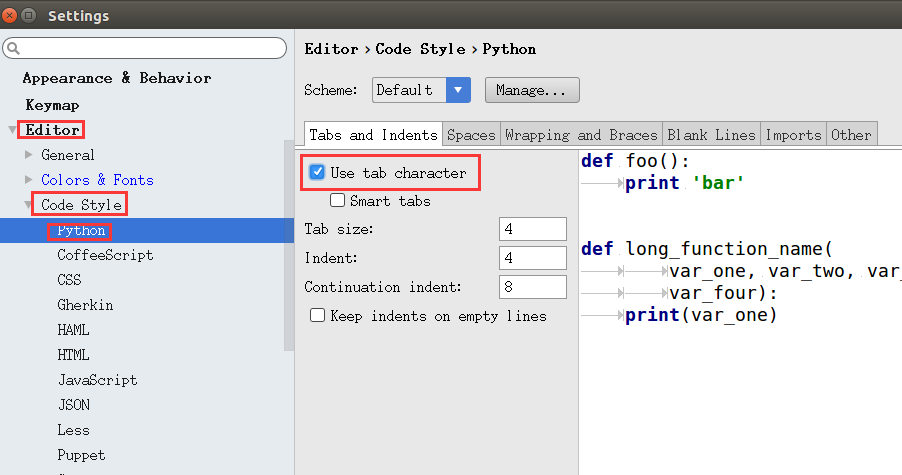 Settings
Editor › Code Style › Python
Appearance & Behavior
Keymap
Editor
General
Colors & Fonts
Code Style
Python
CoffeeScript
CSS
Gherkin
HAML
HTML
JavaScript
JSON
Less
Puppet
Scheme: Default Manage...
Tabs and Indents Spaces Wrapping and Braces Blank Lines Imports Other
Use tab character
Smart tabs
Tab size: 4
Indent: 4
Continuation indent: 8
Keep indents on empty lines
def foo():
print 'bar'
def long_function_name(
var_one, var_two, var_
var_four):
print(var_one)